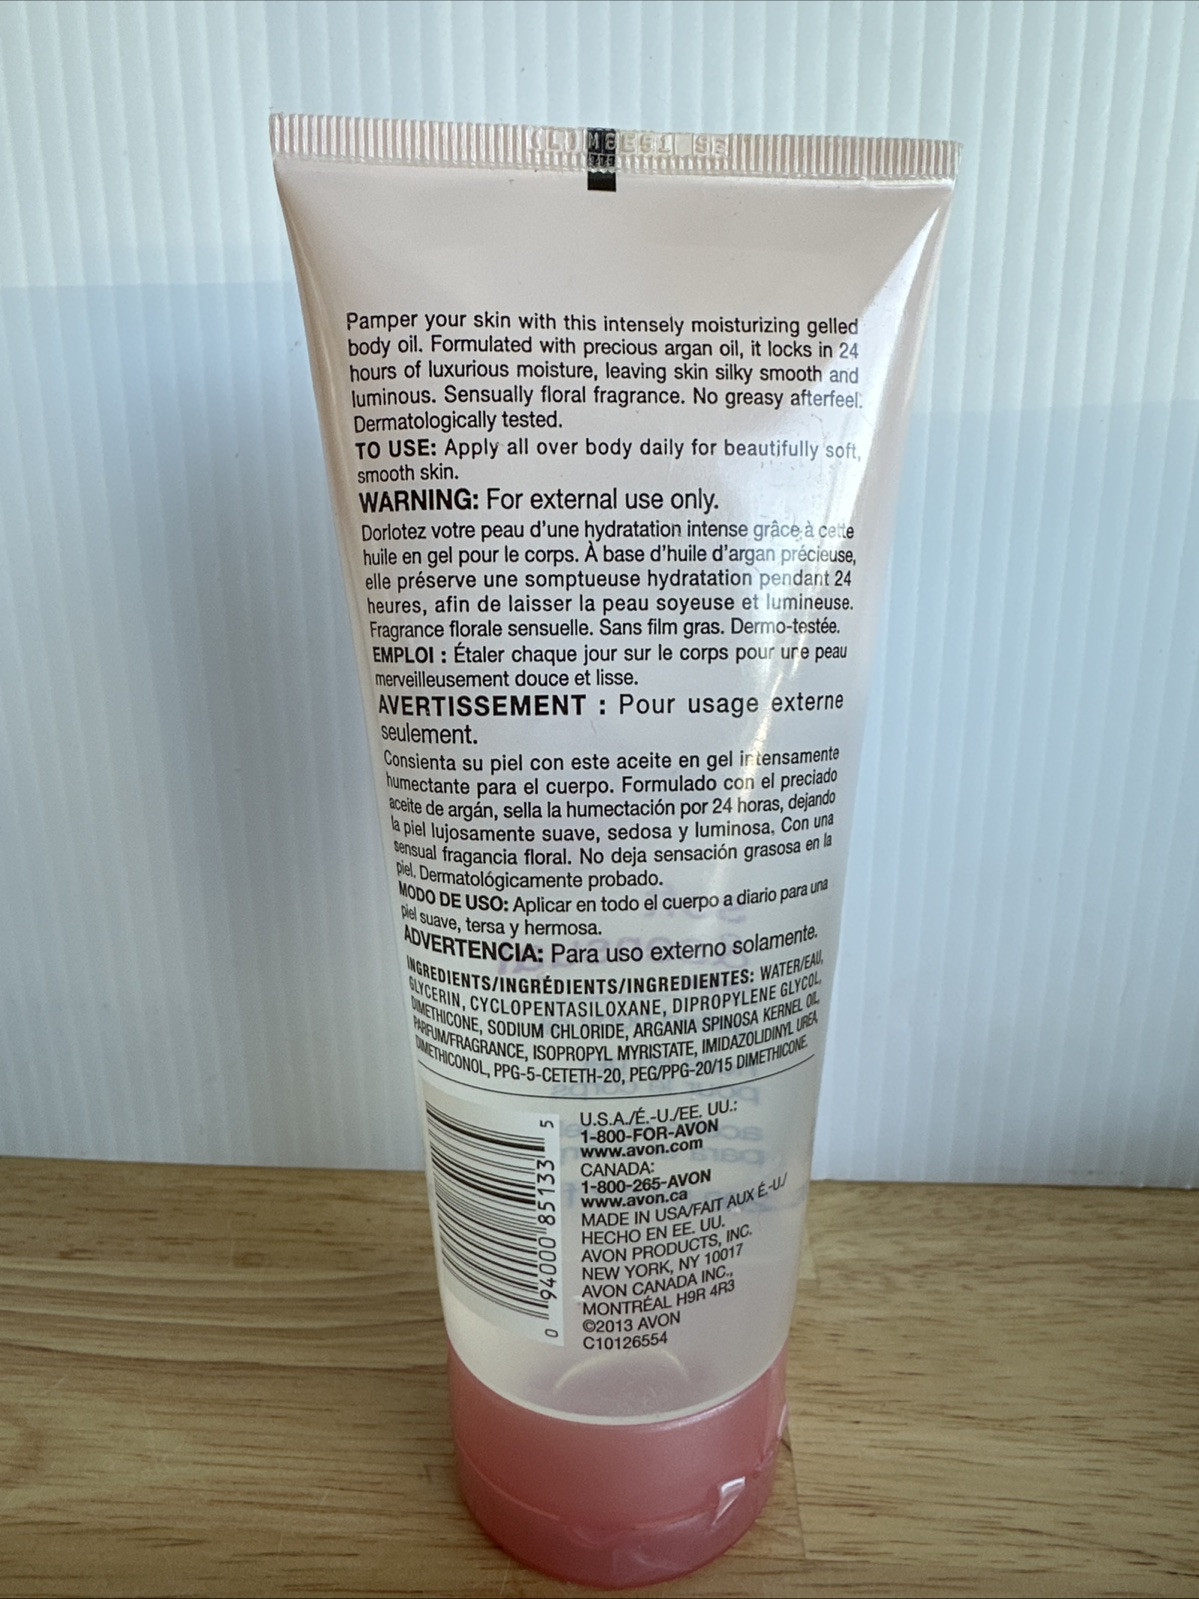 Pamper your skin with this intensely moisturizing gelled
body oil. Formulated with precious argan oil, it locks in 24
hours of luxurious moisture, leaving skin silky smooth and
luminous. Sensually floral fragrance. No greasy afterfeel.
Dermatologically tested.
TO USE: Apply all over body daily for beautifully soft,
smooth skin.
WARNING: For external use only.
Dorlotez votre peau d'une hydratation intense grâce à cette
huile en gel pour le corps. À base d'huile d'argan précieuse,
elle préserve une somptueuse hydratation pendant 24
heures, afin de laisser la peau soyeuse et lumineuse.
Fragrance florale sensuelle. Sans film gras. Dermo-testée.
EMPLOI : Étaler chaque jour sur le corps pour une peau
merveilleusement douce et lisse.
AVERTISSEMENT : Pour usage externe
seulement.
Consienta su piel con este aceite en gel intensamente
humectante para el cuerpo. Formulado con el preciado
aceite de argán, sella la humectación por 24 horas, dejando
la piel lujosamente suave, sedosa y luminosa, Con una
sensual fragancia floral. No deja sensación grasosa en la
piel. Dermatológicamente probado.
MODO DE USO: Aplicar en todo el cuerpo a diario para una
piel suave, tersa y hermosa.
ADVERTENCIA: Para uso externo solamente.
INGREDIENTS/INGRÉDIENTS/INGREDIENTES: WATER/EAU,
GLYCERIN, CYCLOPENTASILOXANE, DIPROPYLENE GLYCOL,
DIMETHICONE, SODIUM CHLORIDE, ARGANIA SPINOSA KERNEL OIL,
PARFUM/FRAGRANCE, ISOPROPYL MYRISTATE, IMIDAZOLIDINYL UREA,
DIMETHICONOL, PPG-5-CETETH-20, PEG/PPG-20/15 DIMETHICONE.
0 94000 85133 5
U.S.A./É.-U./EE. UU.:
1-800-FOR-AVON
www.avon.com
CANADA:
1-800-265-AVON
www.avon.ca
MADE IN USA/FAIT AUX É.-U./
HECHO EN EE. UU.
AVON PRODUCTS, INC.
NEW YORK, NY 10017
AVON CANADA INC.,
MONTRÉAL H9R 4R3
©2013 AVON
C10126554